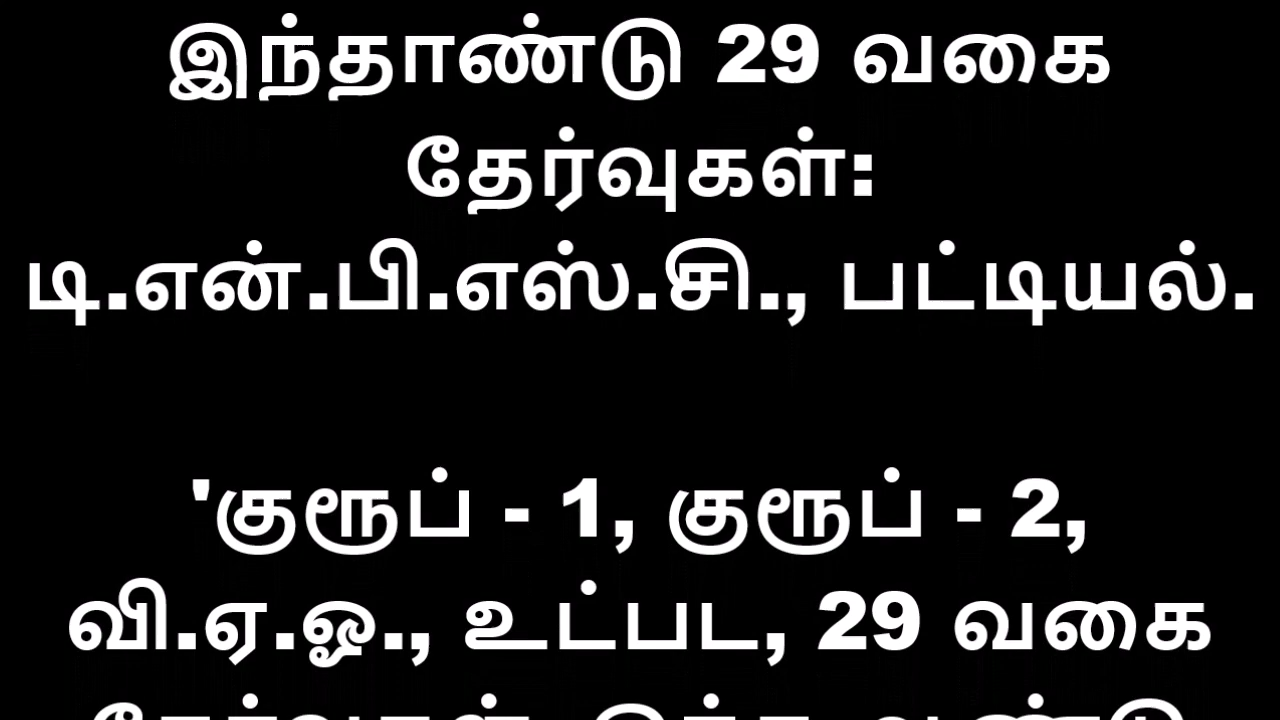 இந்தாண்டு 29 வகை
தேர்வுகள்:
டி.என்.பி.எஸ்.சி., பட்டியல்.
'குரூப் - 1, குரூப் - 2,
வி.ஏ.ஓ., உட்பட, 29 வகை